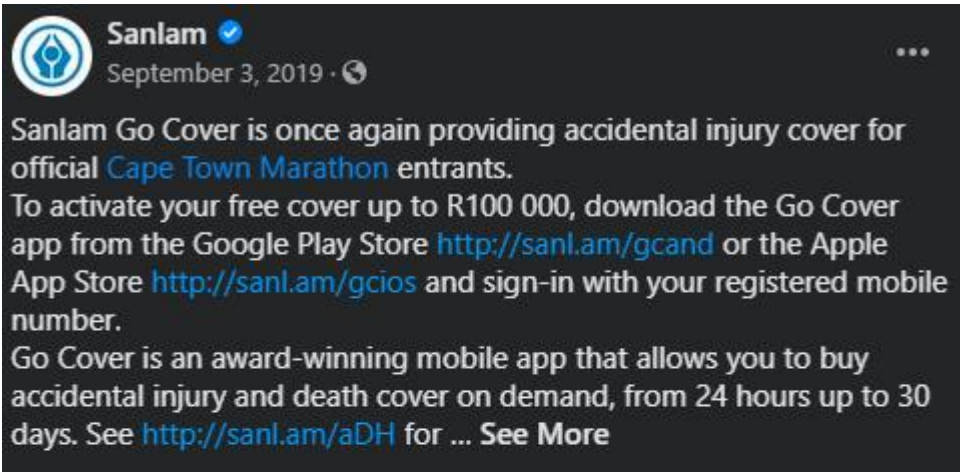 Sanlam
September 3, 2019 ·
Sanlam Go Cover is once again providing accidental injury cover for
official Cape Town Marathon entrants.
To activate your free cover up to R100 000, download the Go Cover
app from the Google Play Store http://sanl.am/gcand or the Apple
App Store http://sanl.am/gcios and sign-in with your registered mobile
number.
Go Cover is an award-winning mobile app that allows you to buy
accidental injury and death cover on demand, from 24 hours up to 30
days. See http://sanl.am/aDH for ... See More